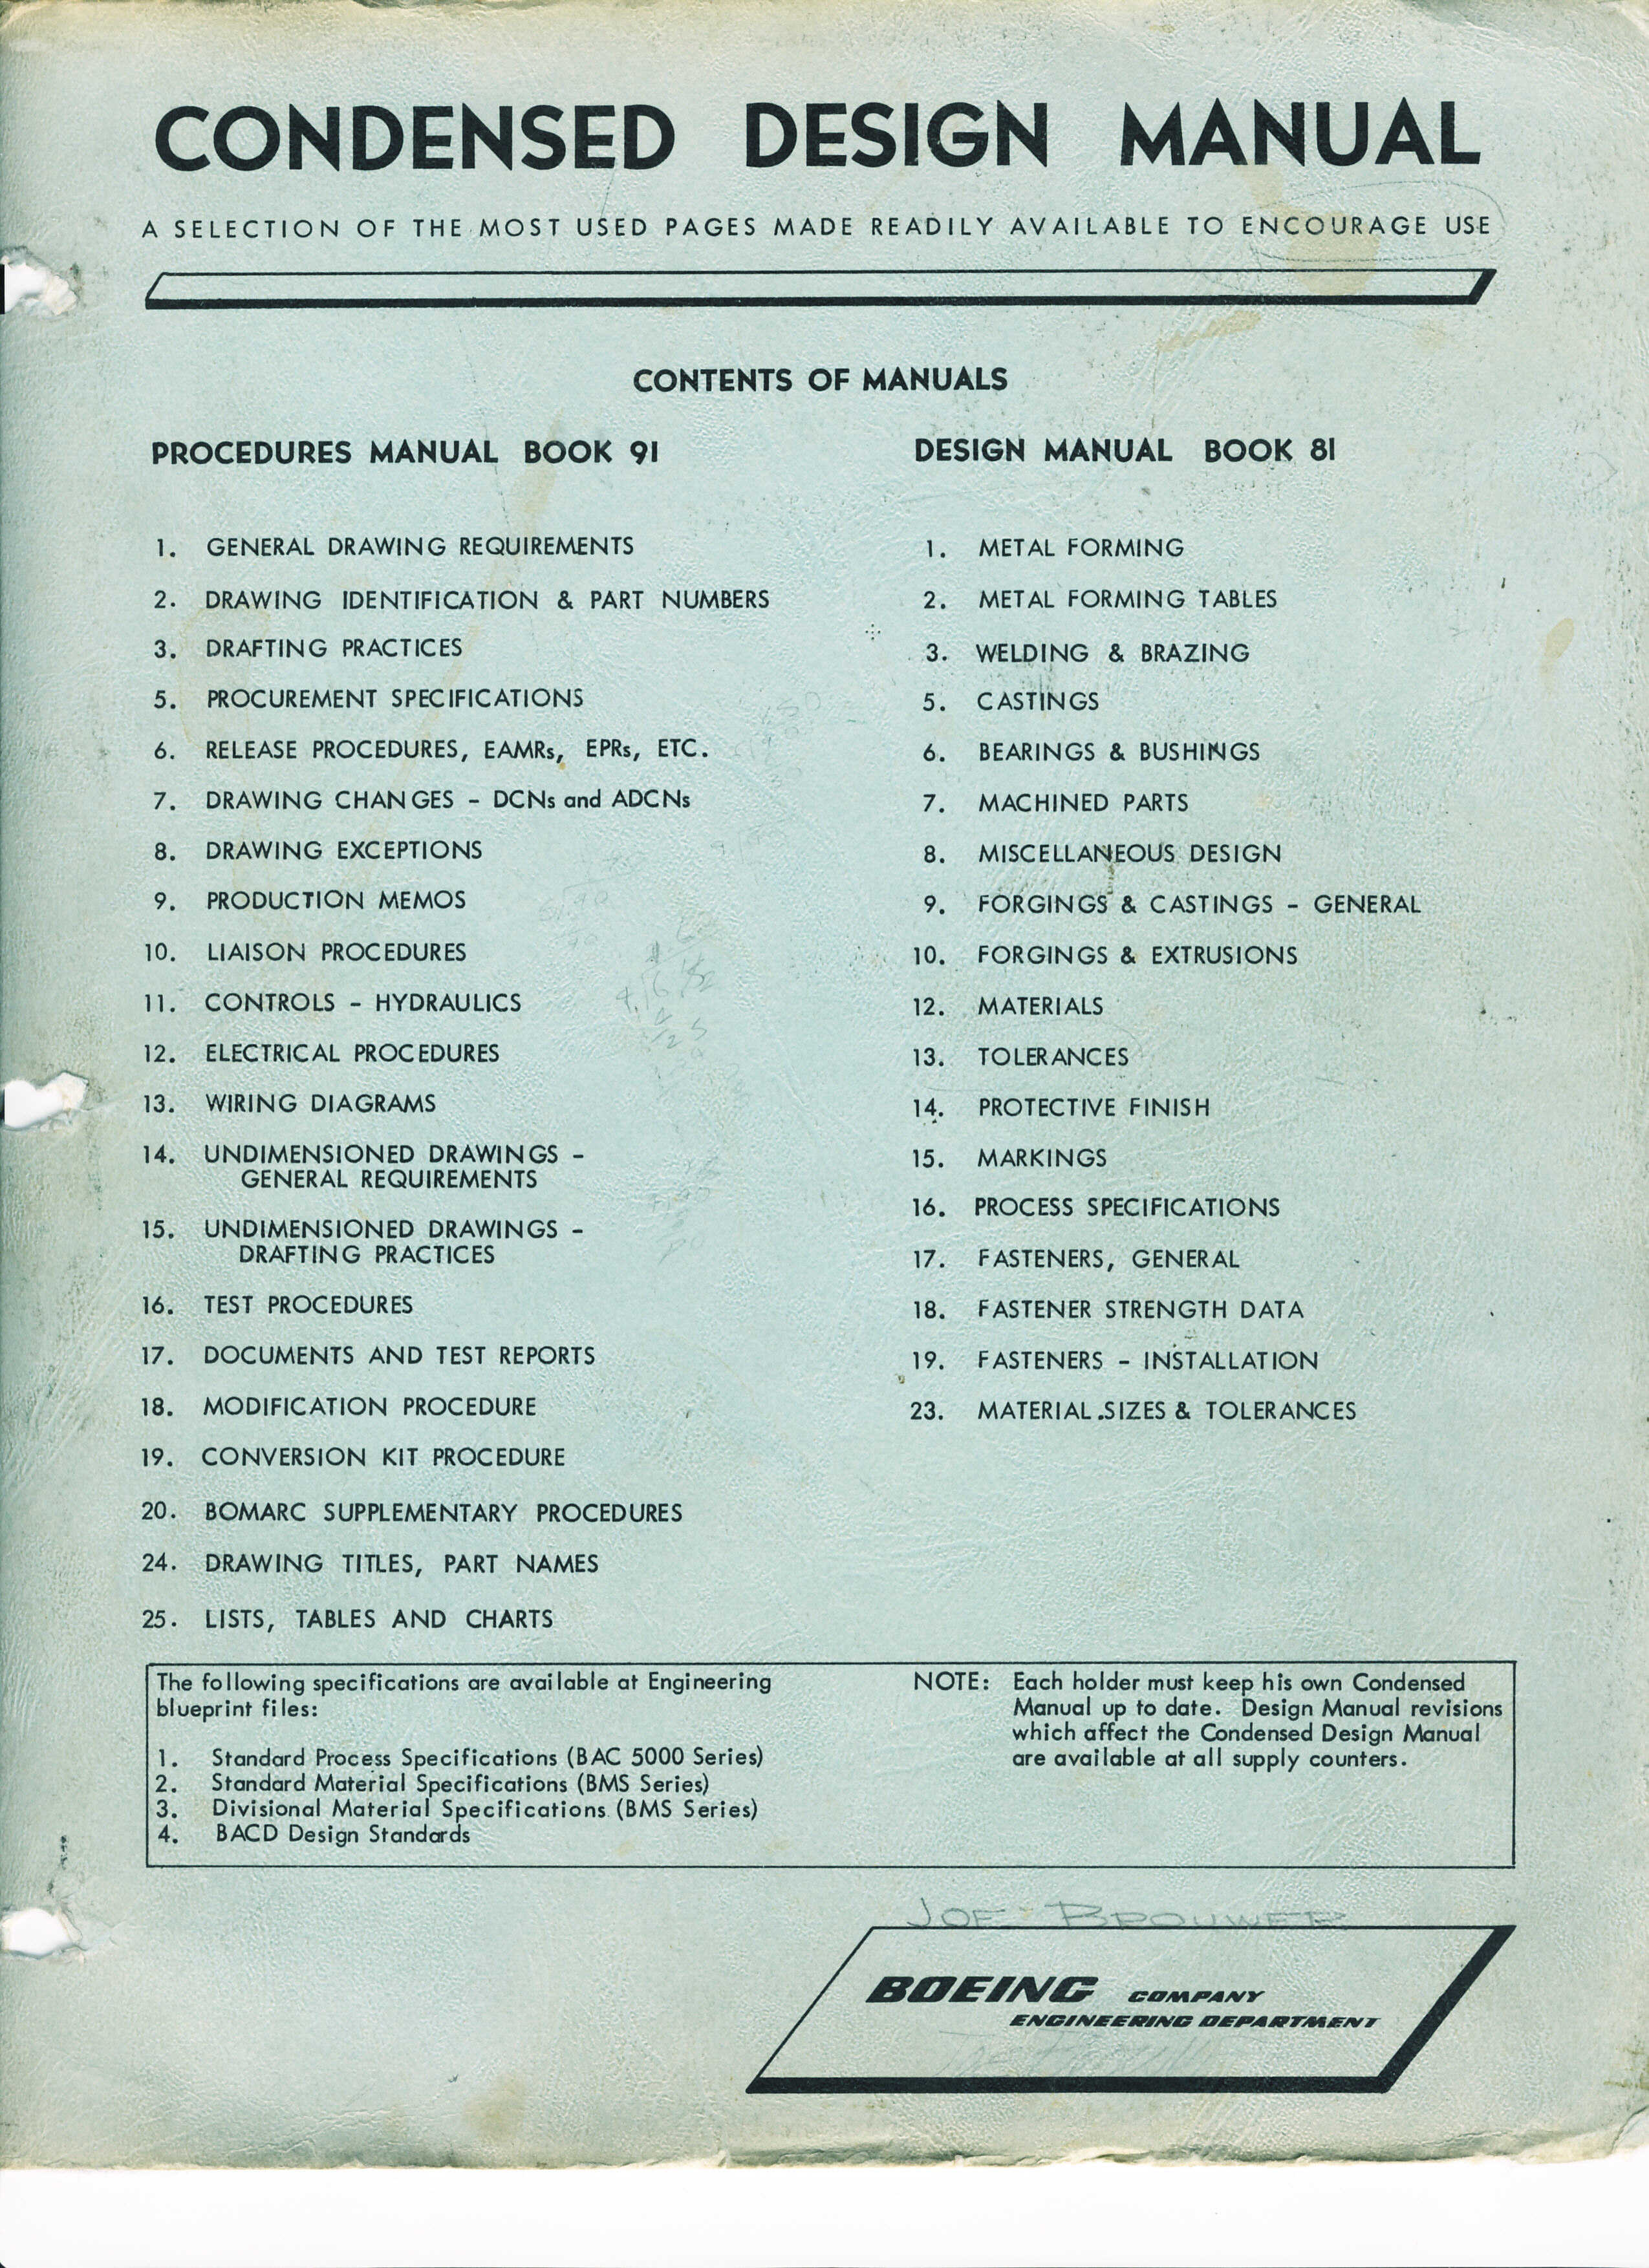 CONDENSED DESIGN MANUAL
A SELECTION OF THE MOST USED PAGES MADE READILY AVAILABLE TO ENCOURAGE USE
CONTENTS OF MANUALS
PROCEDURES MANUAL BOOK 91
1. GENERAL DRAWING REQUIREMENTS
2. DRAWING IDENTIFICATION & PART NUMBERS
3. DRAFTING PRACTICES
5. PROCUREMENT SPECIFICATIONS
6. RELEASE PROCEDURES, EAMRs, EPRs, ETC.
7. DRAWING CHANGES - DCNs and ADCNs
8. DRAWING EXCEPTIONS
9. PRODUCTION MEMOS
10. LIAISON PROCEDURES
11. CONTROLS - HYDRAULICS
12. ELECTRICAL PROCEDURES
13. WIRING DIAGRAMS
14. UNDIMENSIONED DRAWINGS -
GENERAL REQUIREMENTS
15. UNDIMENSIONED DRAWINGS -
DRAFTING PRACTICES
16. TEST PROCEDURES
17. DOCUMENTS AND TEST REPORTS
18. MODIFICATION PROCEDURE
19. CONVERSION KIT PROCEDURE
20. BOMARC SUPPLEMENTARY PROCEDURES
24. DRAWING TITLES, PART NAMES
25. LISTS, TABLES AND CHARTS
DESIGN MANUAL BOOK 81
1. METAL FORMING
2. METAL FORMING TABLES
3. WELDING & BRAZING
5. CASTINGS
6. BEARINGS & BUSHINGS
7. MACHINED PARTS
8. MISCELLANEOUS DESIGN
9. FORGINGS & CASTINGS - GENERAL
10. FORGINGS & EXTRUSIONS
12. MATERIALS
13. TOLERANCES
14. PROTECTIVE FINISH
15. MARKINGS
16. PROCESS SPECIFICATIONS
17. FASTENERS, GENERAL
18. FASTENER STRENGTH DATA
19. FASTENERS - INSTALLATION
23. MATERIAL SIZES & TOLERANCES
The following specifications are available at Engineering
blueprint files:
1. Standard Process Specifications (BAC 5000 Series)
2. Standard Material Specifications (BMS Series)
3. Divisional Material Specifications (BMS Series)
4. BACD Design Standards
NOTE: Each holder must keep his own Condensed
Manual up to date. Design Manual revisions
which affect the Condensed Design Manual
are available at all supply counters.
JOE BROUWER
BOEING COMPANY
ENGINEERING DEPARTMENT